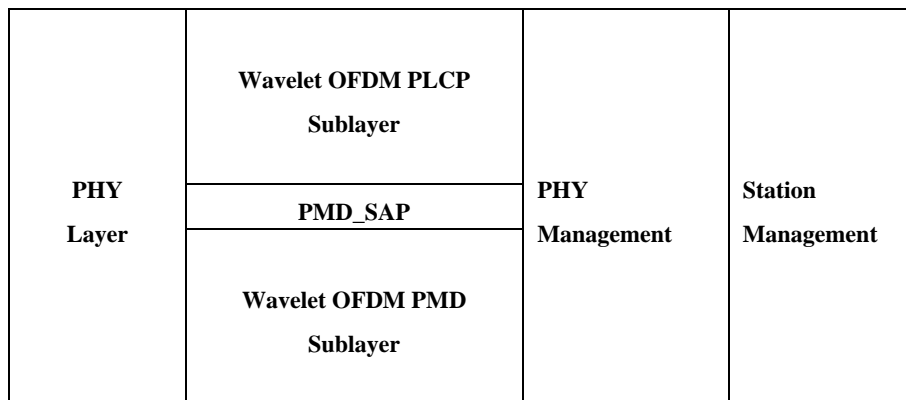 PHY
Layer
Wavelet OFDM PLCP
Sublayer
PMD_SAP
Wavelet OFDM PMD
Sublayer
PHY
Management
Station
Management